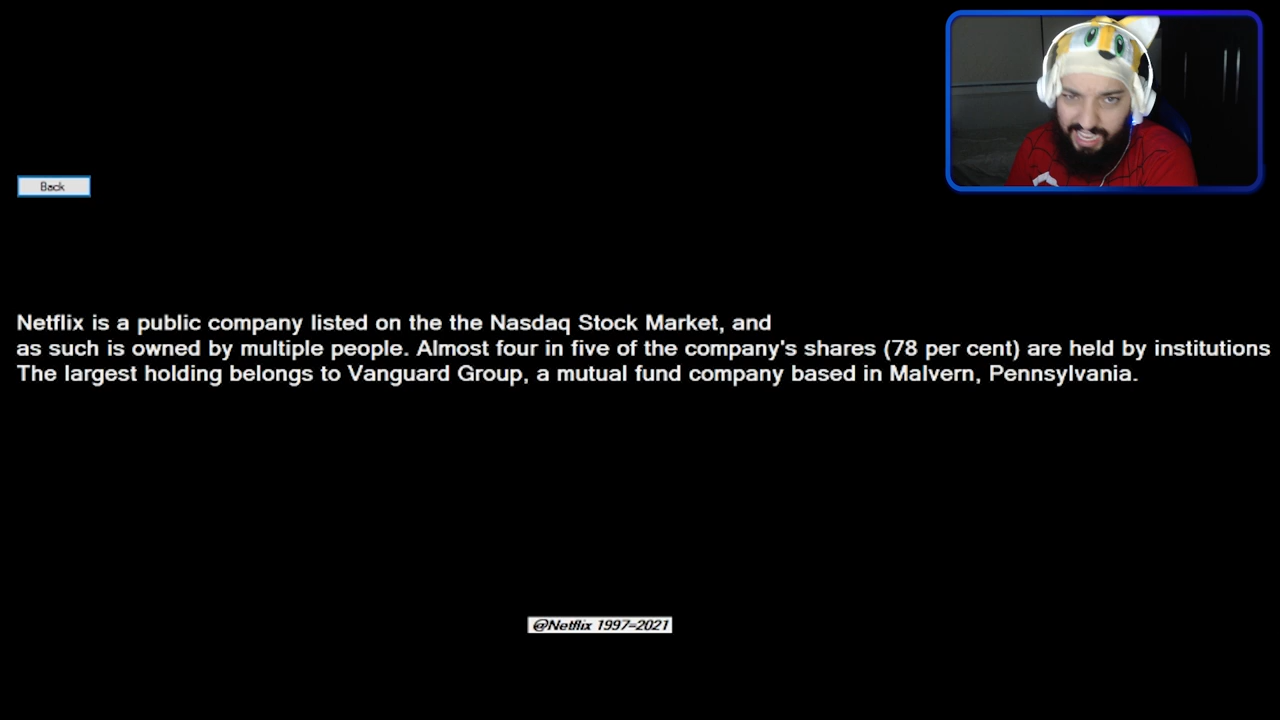 Back
Netflix is a public company listed on the the Nasdaq Stock Market, and
as such is owned by multiple people. Almost four in five of the company's shares (78 per cent) are held by institutions
The largest holding belongs to Vanguard Group, a mutual fund company based in Malvern, Pennsylvania.
@Netflix 1997-2021